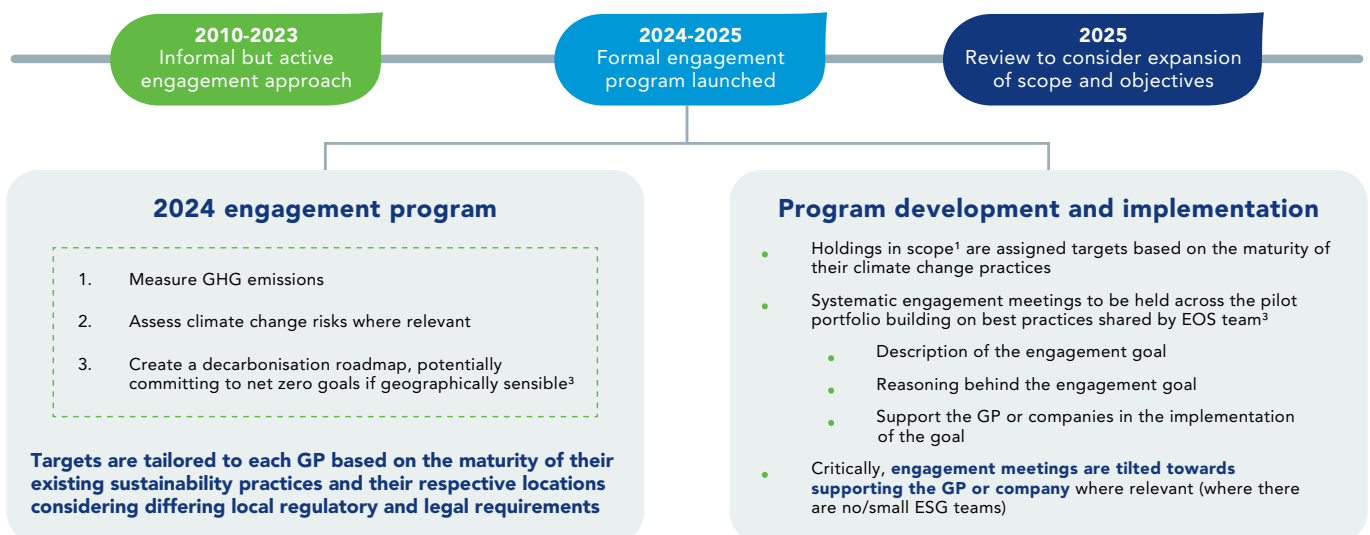 2010-2023
Informal but active
engagement approach
2024-2025
Formal engagement
program launched
2025
Review to consider expansion
of scope and objectives
2024 engagement program
1. Measure GHG emissions
2. Assess climate change risks where relevant
3. Create a decarbonisation roadmap, potentially
committing to net zero goals if geographically sensible³
Targets are tailored to each GP based on the maturity of their
existing sustainability practices and their respective locations
considering differing local regulatory and legal requirements
Program development and implementation
• Holdings in scope¹ are assigned targets based on the maturity of
their climate change practices
• Systematic engagement meetings to be held across the pilot
portfolio building on best practices shared by EOS team³
• Description of the engagement goal
• Reasoning behind the engagement goal
• Support the GP or companies in the implementation
of the goal
• Critically, engagement meetings are tilted towards
supporting the GP or company where relevant (where there
are no/small ESG teams)